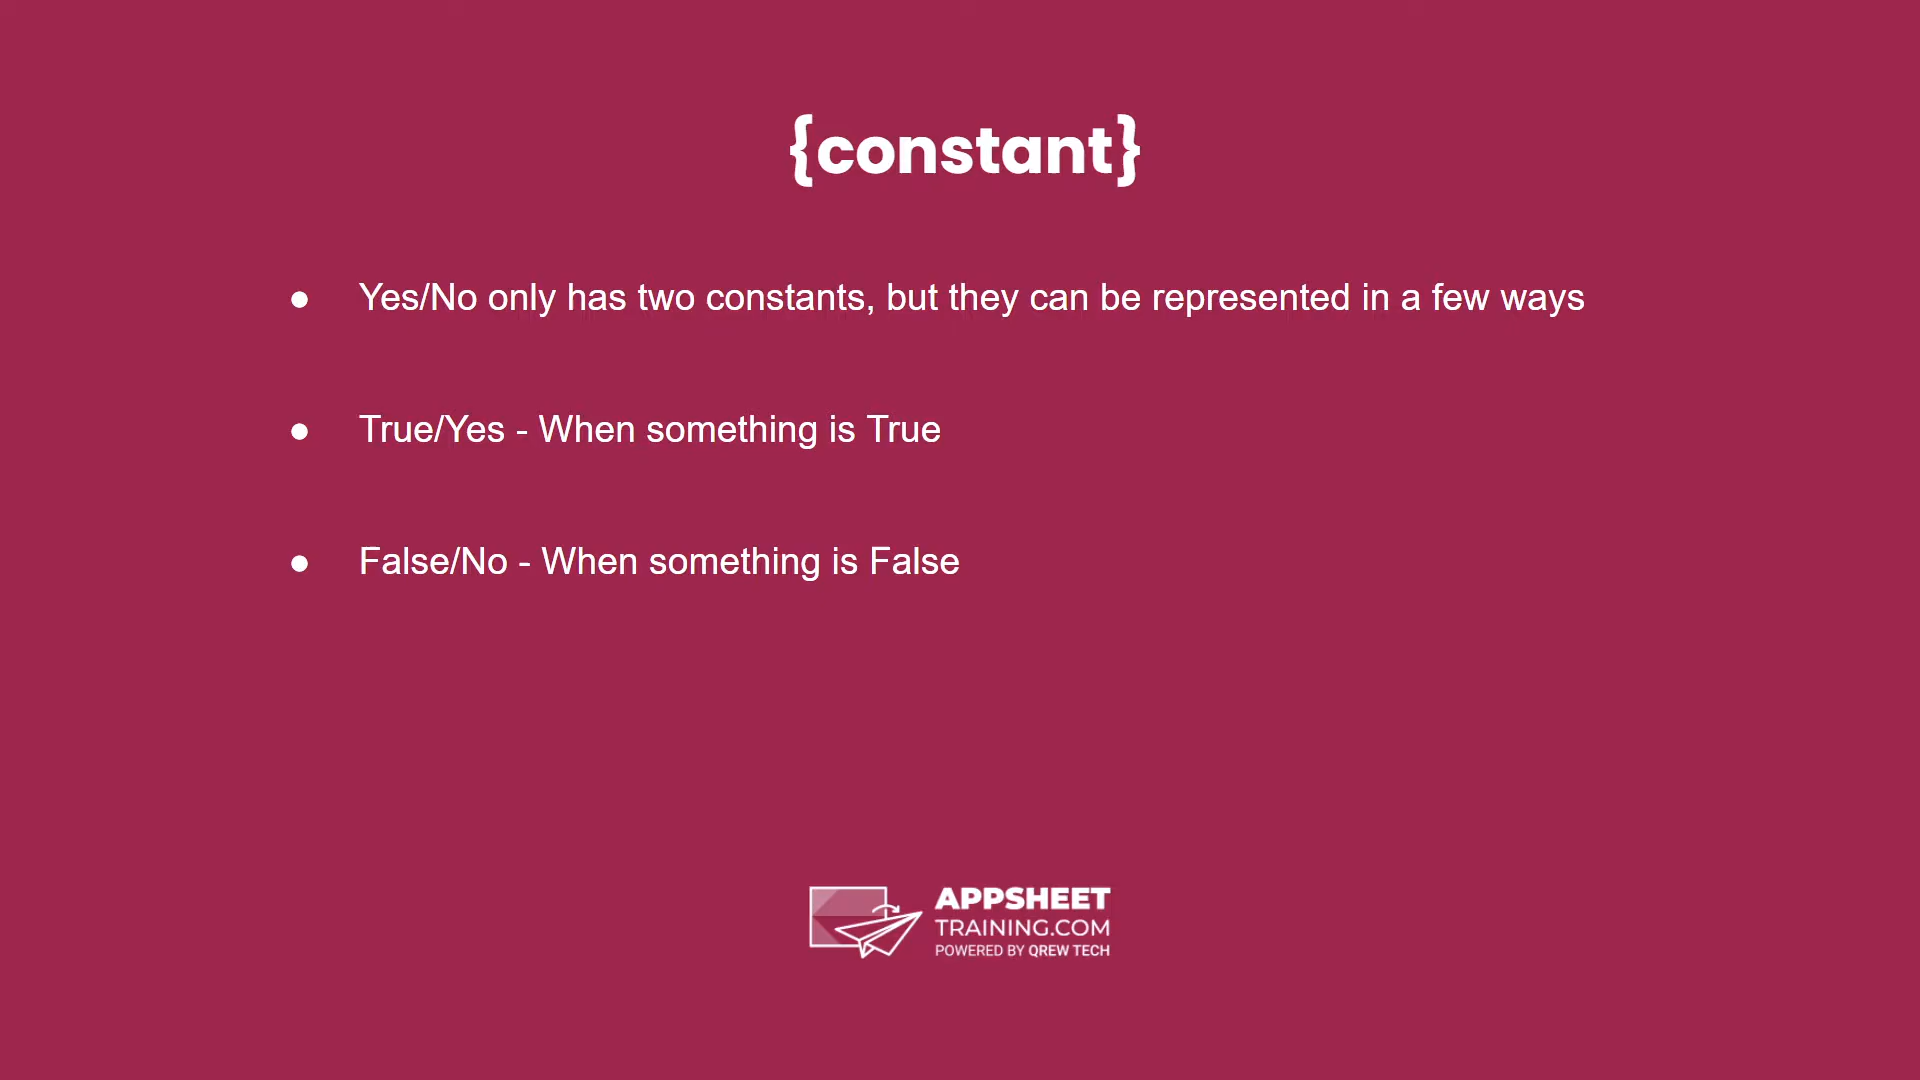 {constant}
● Yes/No only has two constants, but they can be represented in a few ways
● True/Yes - When something is True
● False/No - When something is False
APPSHEET
TRAINING.COM
POWERED BY QREW TECH